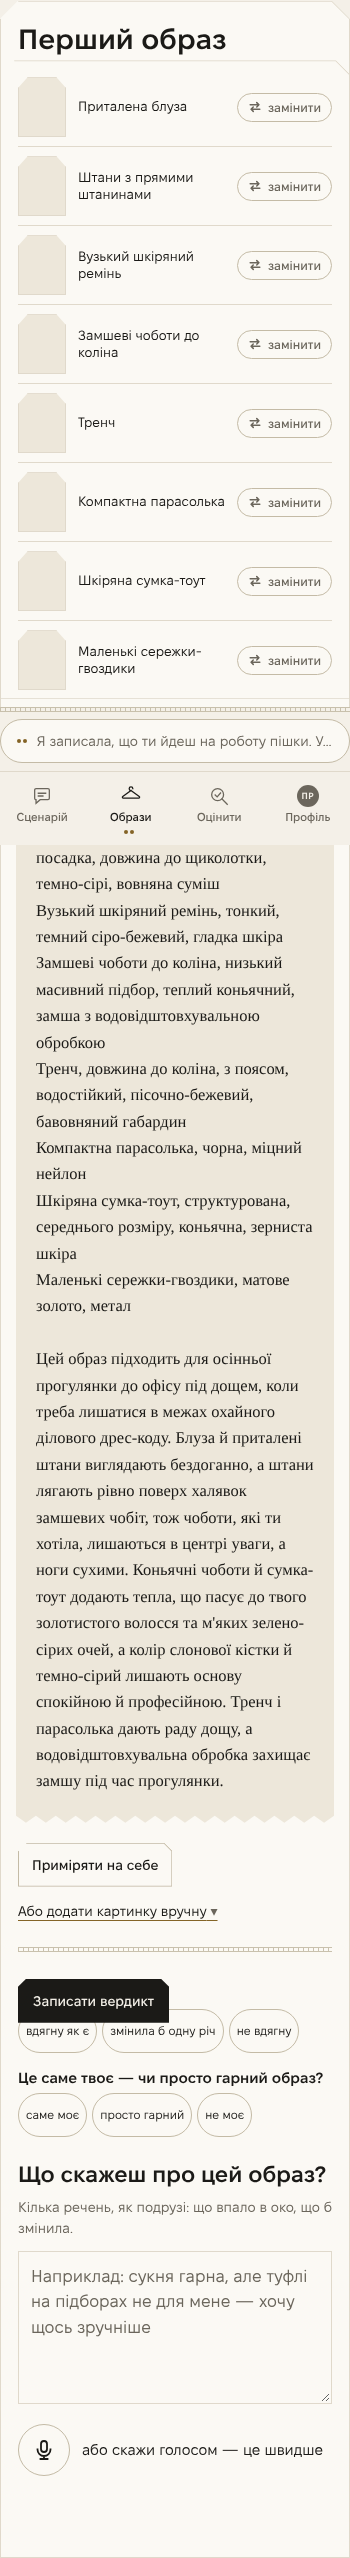 Перший образ
Приталена блуза
замінити
Штани з прямими
штанинами
замінити
Вузький шкіряний
ремінь
замінити
Замшеві чоботи до
коліна
замінити
Тренч
замінити
Компактна парасолька
замінити
Шкіряна сумка-тоут
замінити
Маленькі сережки-
гвоздики
замінити
Я записала, що ти йдеш на роботу пішки. У...
Сценарій
Образи
Оцінити
ПР
Профіль
посадка, довжина до щиколотки,
темно-сірі, вовняна суміш
Вузький шкіряний ремінь, тонкий,
темний сіро-бежевий, гладка шкіра
Замшеві чоботи до коліна, низький
масивний підбор, теплий коньячний,
замша з водовідштовхувальною
обробкою
Тренч, довжина до коліна, з поясом,
водостійкий, пісочно-бежевий,
бавовняний габардин
Компактна парасолька, чорна, міцний
нейлон
Шкіряна сумка-тоут, структурована,
середнього розміру, коньячна, зерниста
шкіра
Маленькі сережки-гвоздики, матове
золото, метал
Цей образ підходить для осінньої
прогулянки до офісу під дощем, коли
треба лишатися в межах охайного
ділового дрес-коду. Блуза й приталені
штани виглядають бездоганно, а штани
лягають рівно поверх халявок
замшевих чобіт, тож чоботи, які ти
хотіла, лишаються в центрі уваги, а
ноги сухими. Коньячні чоботи й сумка-
тоут додають тепла, що пасує до твого
золотистого волосся та м'яких зелено-
сірих очей, а колір слонової кістки й
темно-сірий лишають основу
спокійною й професійною. Тренч і
парасолька дають раду дощу, а
водовідштовхувальна обробка захищає
замшу під час прогулянки.
Приміряти на себе
Або додати картинку вручну ▾
Записати вердикт
вдягну як є
змінила б одну річ
не вдягну
Це саме твоє — чи просто гарний образ?
саме моє
просто гарний
не моє
Що скажеш про цей образ?
Кілька речень, як подрузі: що впало в око, що б
змінила.
Наприклад: сукня гарна, але туфлі
на підборах не для мене — хочу
щось зручніше
або скажи голосом — це швидше